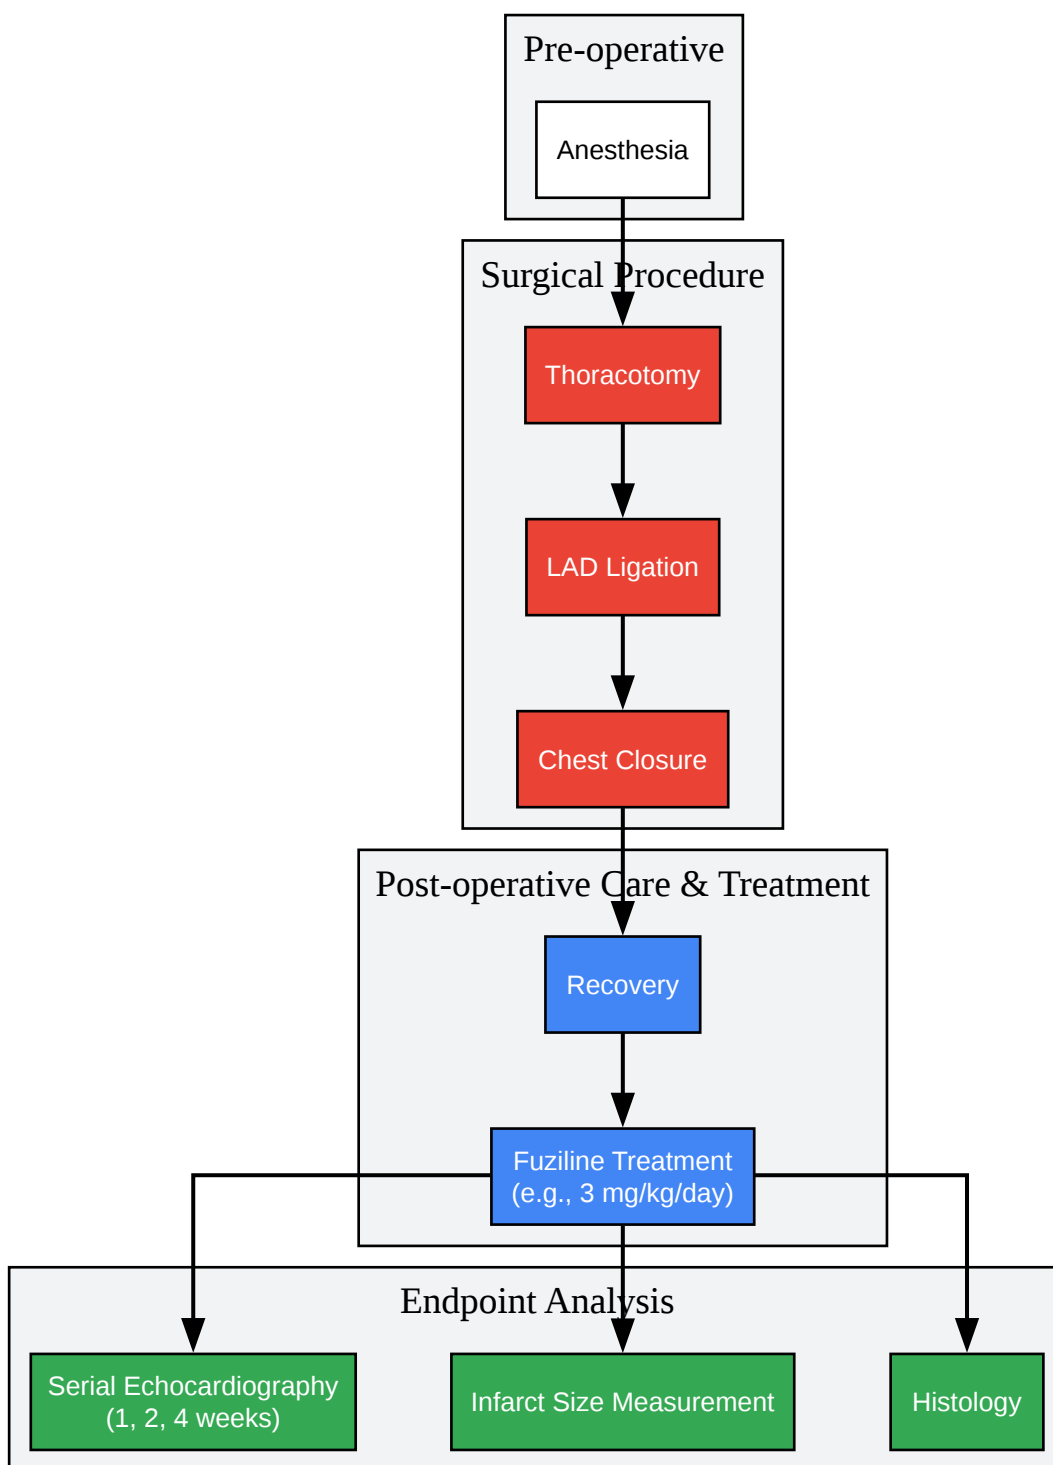 Pre-operative
Anesthesia
Surgical Procedure
Thoracotomy
LAD Ligation
Chest Closure
Post-operative Care & Treatment
Recovery
Fuziline Treatment
(e.g., 3 mg/kg/day)
Endpoint Analysis
Serial Echocardiography
(1, 2, 4 weeks)
Infarct Size Measurement
Histology